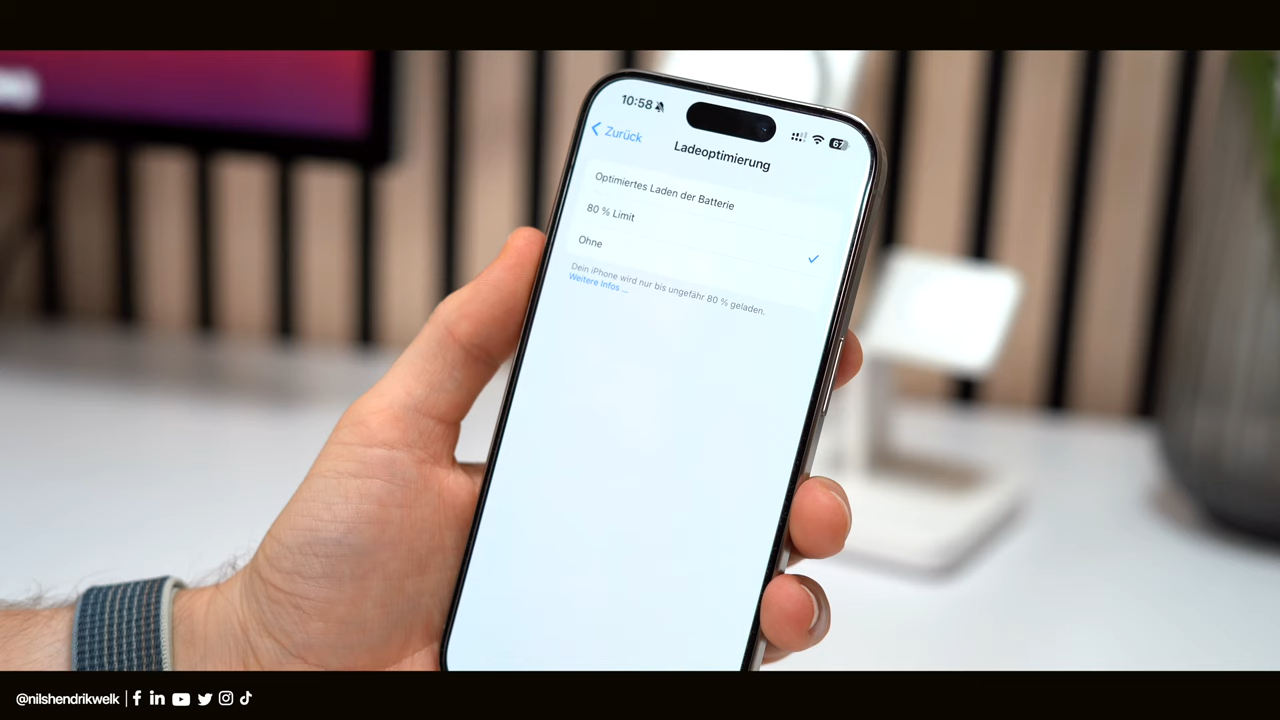 10:58
67
Zurück
Ladeoptimierung
Optimiertes Laden der Batterie
80 % Limit
Ohne
Dein iPhone wird nur bis ungefähr 80 % geladen.
Weitere Infos ...
@nilshendrikwelk